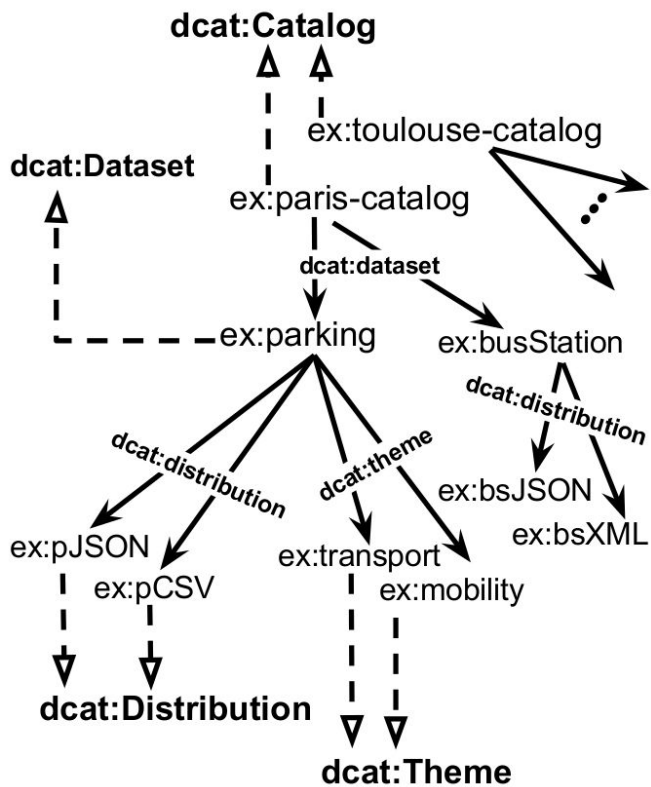 dcat:Catalog
ex:toulouse-catalog
dcat:Dataset
ex:paris-catalog
dcat:dataset
ex:parking
ex:busStation
dcat:distribution
dcat:theme
dcat:distribution
ex:bsJSON
ex:bsXML
ex:pJSON
ex:transport
ex:pCSV
ex:mobility
dcat:Distribution
dcat:Theme